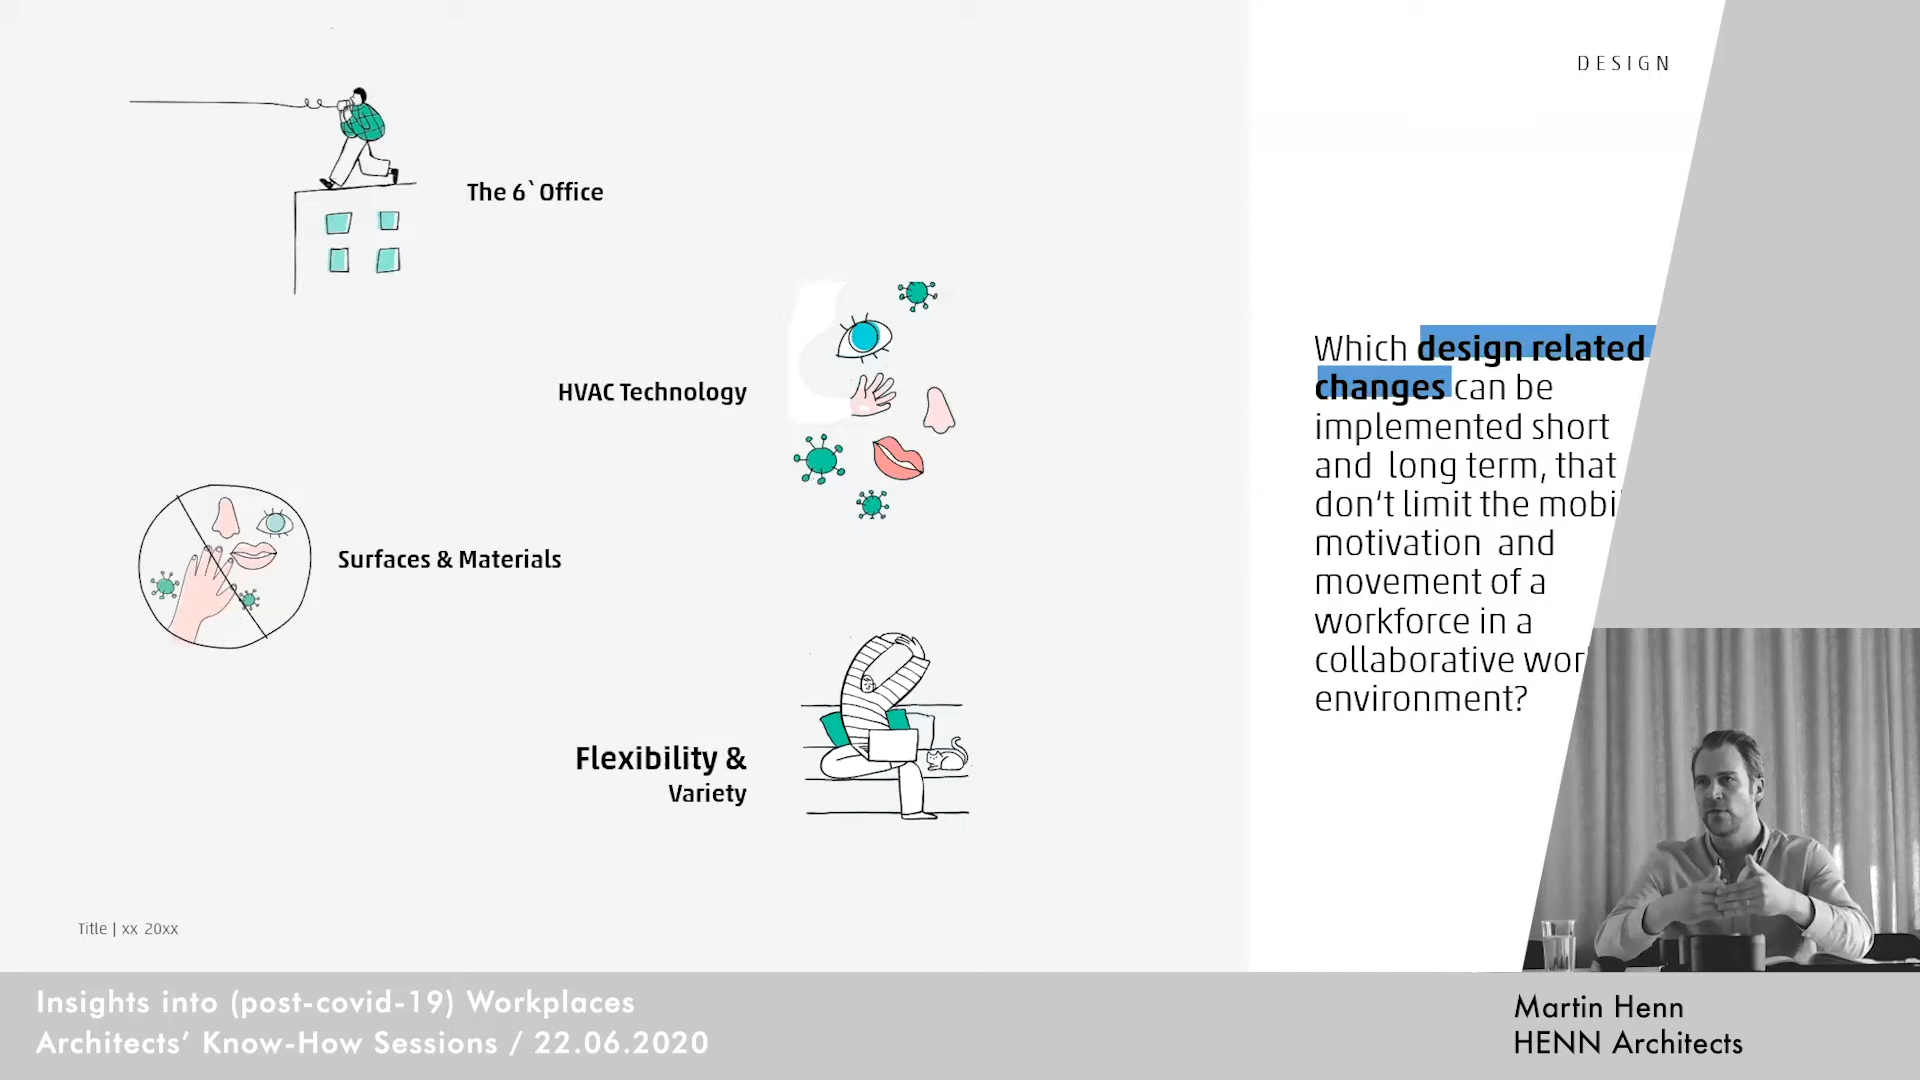 DESIGN
The 6`Office
HVAC Technology
Surfaces & Materials
Flexibility &
Variety
Which design related
changes can be
implemented short
and long term, that
don't limit the mobi
motivation and
movement of a
workforce in a
collaborative wor
environment?
Title | xx 20xx
Insights into (post-covid-19) Workplaces
Architects' Know-How Sessions / 22.06.2020
Martin Henn
HENN Architects